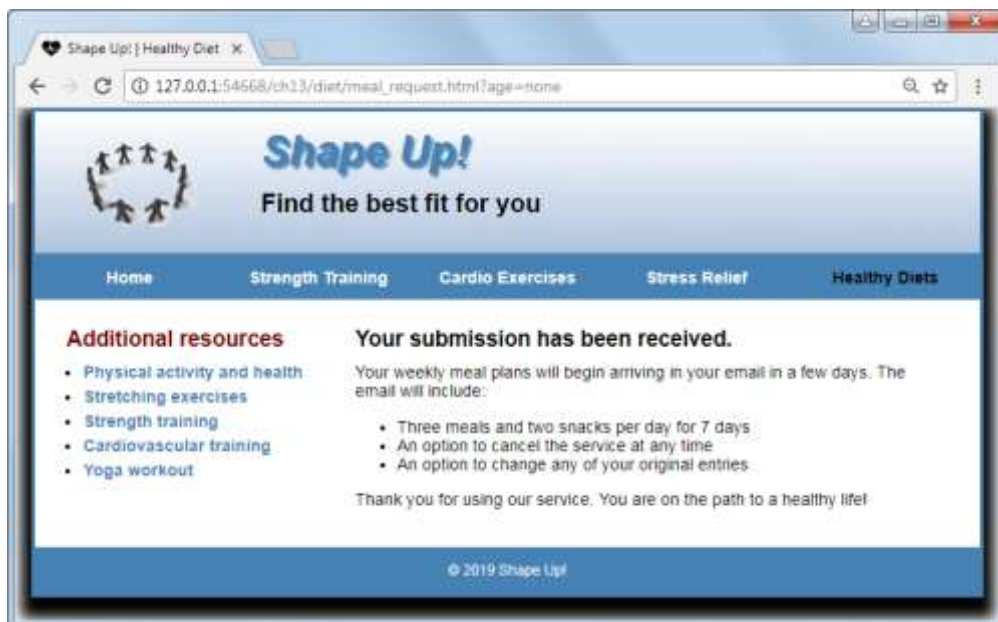 Shape Up! | Healthy Diet
127.0.0.1:54668/ch13/diet/meal_request.html?age=none
Shape Up!
Find the best fit for you
Home Strength Training Cardio Exercises Stress Relief Healthy Diets
Additional resources
Physical activity and health
Stretching exercises
Strength training
Cardiovascular training
Yoga workout
Your submission has been received.
Your weekly meal plans will begin arriving in your email in a few days. The
email will include:
Three meals and two snacks per day for 7 days
An option to cancel the service at any time
An option to change any of your original entries
Thank you for using our service. You are on the path to a healthy life!
© 2019 Shape Up!